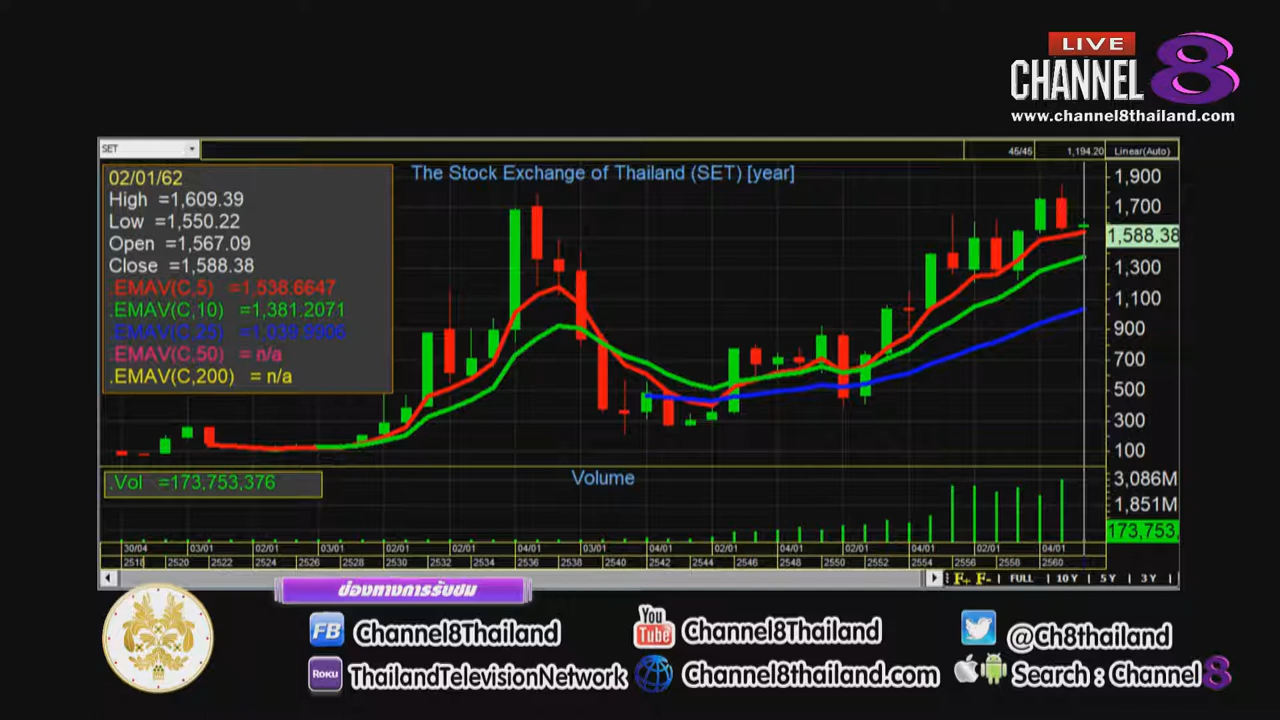 LIVE
CHANNEL 8
www.channel8thailand.com
SET
45/45
1,194.20
Linear(Auto)
02/01/62
High =1,609.39
Low =1,550.22
Open =1,567.09
Close =1,588.38
.EMAV(C,5) =1,538.6647
.EMAV(C,10) =1,381.2071
.EMAV(C,25)
.EMAV(C,50) = n/a
.EMAV(C,200) = n/a
The Stock Exchange of Thailand (SET) [year]
1,900
1,700
1,588.38
1,300
1,100
900
700
500
300
100
.Vol =173,753,376
Volume
3,086M
1,851M
173,753
30/04 03/01 02/01 03/01 02/01 02/01 04/01 03/01 04/01 02/01 02/01 02/01 04/01 02/01 04/01
2518 2520 2522 2524 2526 2528 2530 2532 2534 2536 2538 2540 2542 2544 2546 2548 2550 2552 2554 2556 2558 2560
F+ F- FULL 10 Y 5 Y 3 Y
ช่องทางการรับชม
FB Channel8Thailand
You Tube Channel8Thailand
@Ch8thailand
ROKU ThailandTelevisionNetwork
Channel8thailand.com
Search : Channel 8